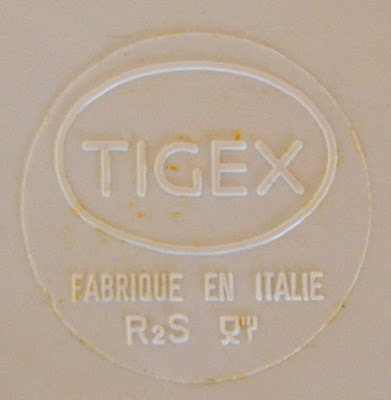 TIGEX
FABRIQUE EN ITALIE
R2S